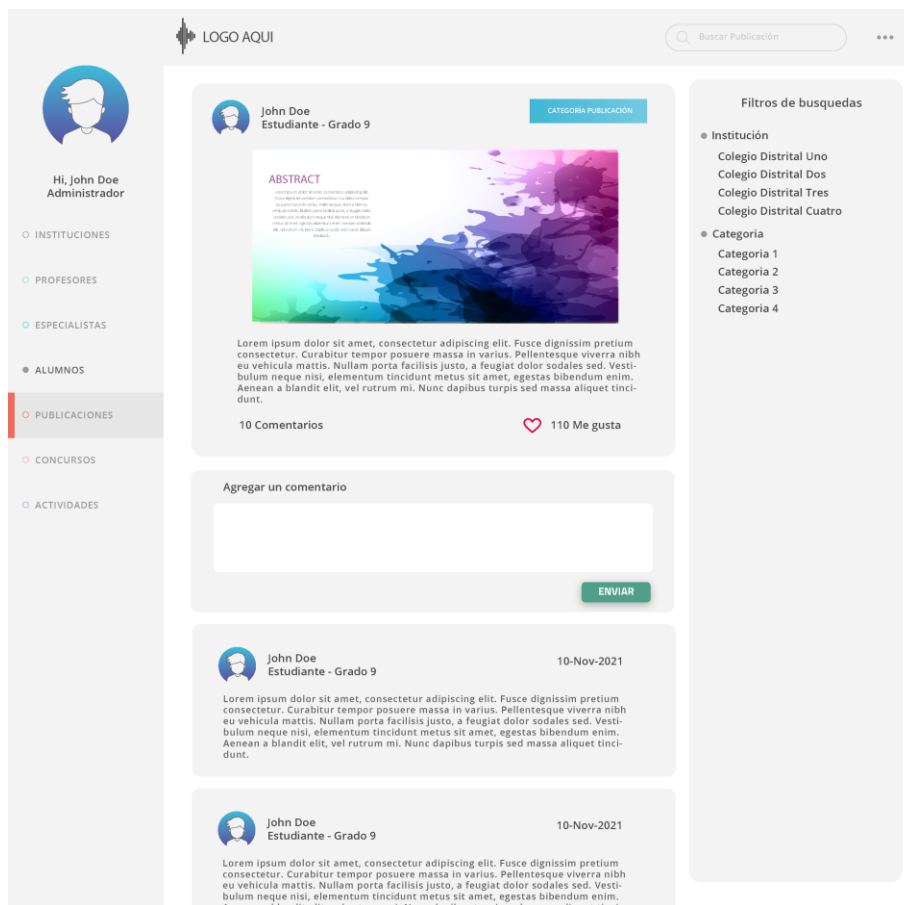 LOGO AQUI
Buscar Publicación
Hi, John Doe
Administrador
INSTITUCIONES
PROFESORES
ESPECIALISTAS
ALUMNOS
PUBLICACIONES
CONCURSOS
ACTIVIDADES
John Doe
Estudiante - Grado 9
CATEGORÍA PUBLICACIÓN
ABSTRACT
Lorem ipsum dolor sit amet, consectetur adipiscing elit. Fusce dignissim pretium
consectetur. Curabitur tempor posuere massa in varius. Pellentesque viverra nibh
eu vehicula mattis. Nullam porta facilisis justo, a feugiat dolor sodales sed. Vesti-
bulum neque nisi, elementum tincidunt metus sit amet, egestas bibendum enim.
Aenean a blandit elit, vel rutrum mi. Nunc dapibus turpis sed massa aliquet tinci-
dunt.
10 Comentarios
110 Me gusta
Agregar un comentario
ENVIAR
John Doe
Estudiante - Grado 9
10-Nov-2021
Lorem ipsum dolor sit amet, consectetur adipiscing elit. Fusce dignissim pretium
consectetur. Curabitur tempor posuere massa in varius. Pellentesque viverra nibh
eu vehicula mattis. Nullam porta facilisis justo, a feugiat dolor sodales sed. Vesti-
bulum neque nisi, elementum tincidunt metus sit amet, egestas bibendum enim.
Aenean a blandit elit, vel rutrum mi. Nunc dapibus turpis sed massa aliquet tinci-
dunt.
John Doe
Estudiante - Grado 9
10-Nov-2021
Lorem ipsum dolor sit amet, consectetur adipiscing elit. Fusce dignissim pretium
consectetur. Curabitur tempor posuere massa in varius. Pellentesque viverra nibh
eu vehicula mattis. Nullam porta facilisis justo, a feugiat dolor sodales sed. Vesti-
bulum neque nisi, elementum tincidunt metus sit amet, egestas bibendum enim.
Filtros de busquedas
Institución
Colegio Distrital Uno
Colegio Distrital Dos
Colegio Distrital Tres
Colegio Distrital Cuatro
Categoria
Categoria 1
Categoria 2
Categoria 3
Categoria 4